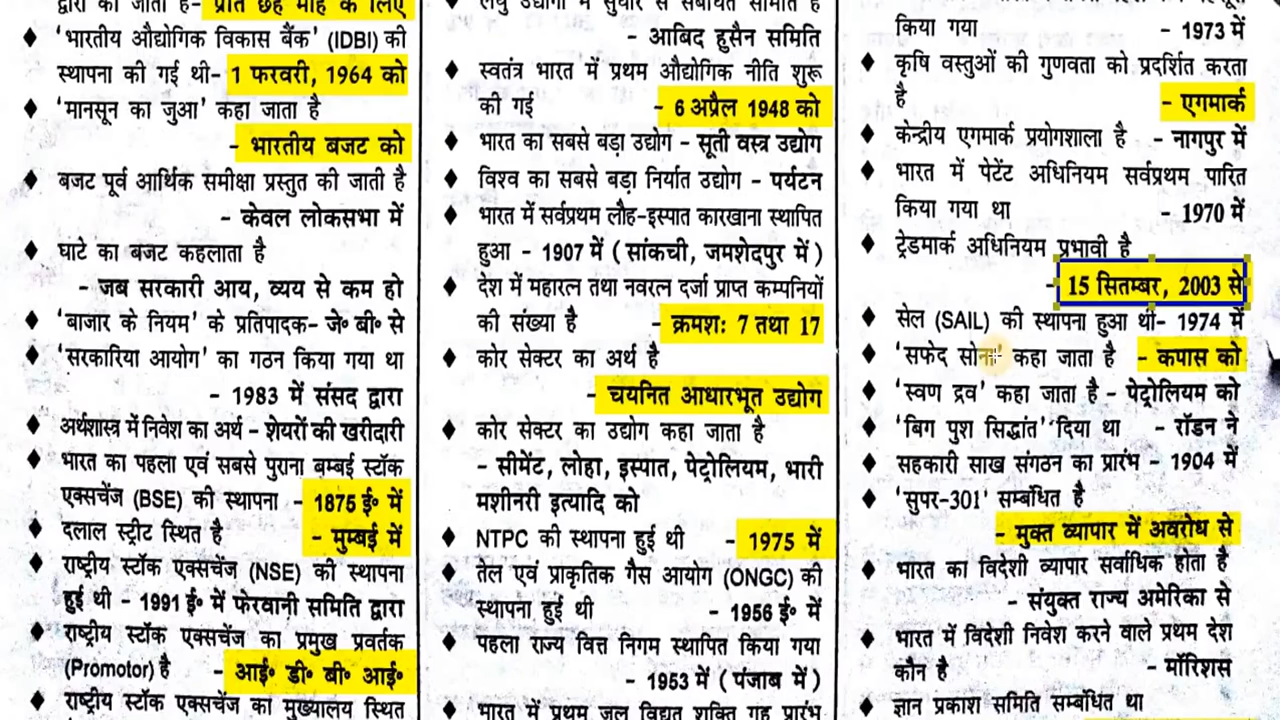 द्वारा की जाती है- प्रति छह माह के लिए
♦ 'भारतीय औद्योगिक विकास बैंक' (IDBI) की
स्थापना की गई थी- 1 फरवरी, 1964 को
♦ 'मानसून का जुआ' कहा जाता है
- भारतीय बजट को
♦ बजट पूर्व आर्थिक समीक्षा प्रस्तुत की जाती है
- केवल लोकसभा में
♦ घाटे का बजट कहलाता है
- जब सरकारी आय, व्यय से कम हो
♦ 'बाजार के नियम' के प्रतिपादक- जे॰ बी॰ से
♦ 'सरकारिया आयोग' का गठन किया गया था
- 1983 में संसद द्वारा
♦ अर्थशास्त्र में निवेश का अर्थ - शेयरों की खरीदारी
♦ भारत का पहला एवं सबसे पुराना बम्बई स्टॉक
एक्सचेंज (BSE) की स्थापना - 1875 ई॰ में
♦ दलाल स्ट्रीट स्थित है - मुम्बई में
♦ राष्ट्रीय स्टॉक एक्सचेंज (NSE) की स्थापना
हुई थी - 1991 ई॰ में फेरवानी समिति द्वारा
♦ राष्ट्रीय स्टॉक एक्सचेंज का प्रमुख प्रवर्तक
(Promotor) है - आई॰ डी॰ बी॰ आई॰
♦ राष्ट्रीय स्टॉक एक्सचेंज का मुख्यालय स्थित
लघु उद्योगों में सुधार से संबंधित समिति है
- आबिद हुसैन समिति
♦ स्वतंत्र भारत में प्रथम औद्योगिक नीति शुरू
की गई - 6 अप्रैल 1948 को
♦ भारत का सबसे बड़ा उद्योग - सूती वस्त्र उद्योग
♦ विश्व का सबसे बड़ा निर्यात उद्योग - पर्यटन
♦ भारत में सर्वप्रथम लौह-इस्पात कारखाना स्थापित
हुआ - 1907 में (सांकची, जमशेदपुर में)
♦ देश में महारत्न तथा नवरत्न दर्जा प्राप्त कम्पनियों
की संख्या है - क्रमशः 7 तथा 17
♦ कोर सेक्टर का अर्थ है
- चयनित आधारभूत उद्योग
♦ कोर सेक्टर का उद्योग कहा जाता है
- सीमेंट, लोहा, इस्पात, पेट्रोलियम, भारी
मशीनरी इत्यादि को
♦ NTPC की स्थापना हुई थी - 1975 में
♦ तेल एवं प्राकृतिक गैस आयोग (ONGC) की
स्थापना हुई थी - 1956 ई॰ में
♦ पहला राज्य वित्त निगम स्थापित किया गया
- 1953 में (पंजाब में)
♦ भारत में प्रथम जल विद्युत शक्ति गृह प्रारंभ
किया गया - 1973 में
♦ कृषि वस्तुओं की गुणवता को प्रदर्शित करता
है - एगमार्क
♦ केन्द्रीय एगमार्क प्रयोगशाला है - नागपुर में
♦ भारत में पेटेंट अधिनियम सर्वप्रथम पारित
किया गया था - 1970 में
♦ ट्रेडमार्क अधिनियम प्रभावी है
- 15 सितम्बर, 2003 से
♦ सेल (SAIL) की स्थापना हुआ थी- 1974 में
♦ 'सफेद सोना' कहा जाता है - कपास को
♦ 'स्वण द्रव' कहा जाता है - पेट्रोलियम को
♦ 'बिग पुश सिद्धांत' दिया था - रॉडन ने
♦ सहकारी साख संगठन का प्रारंभ - 1904 में
♦ 'सुपर-301' सम्बंधित है
- मुक्त व्यापार में अवरोध से
♦ भारत का विदेशी व्यापार सर्वाधिक होता है
- संयुक्त राज्य अमेरिका से
♦ भारत में विदेशी निवेश करने वाले प्रथम देश
कौन है - मॉरिशस
♦ ज्ञान प्रकाश समिति सम्बंधित था